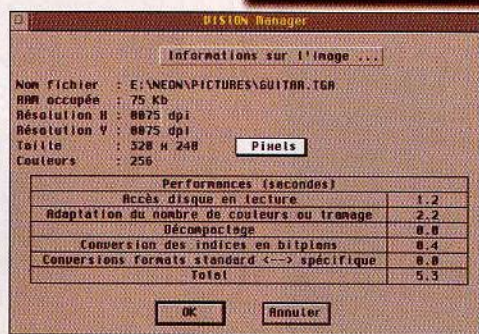 VISION Manager
Informations sur l'image ...
Nom fichier : E:\NEON\PICTURES\GUITAR.TGA
RAM occupée : 75 Kb
Résolution H : 0075 dpi
Résolution V : 0075 dpi
Taille : 320 x 240 Pixels
Couleurs : 256
Performances (secondes)
Accès disque en lecture 1.2
Adaptation du nombre de couleurs ou tramage 2.2
Décompactage 0.0
Conversion des indices en bitplans 0.4
Conversions formats standard <--> spécifique 0.0
Total 5.3
OK Annuler